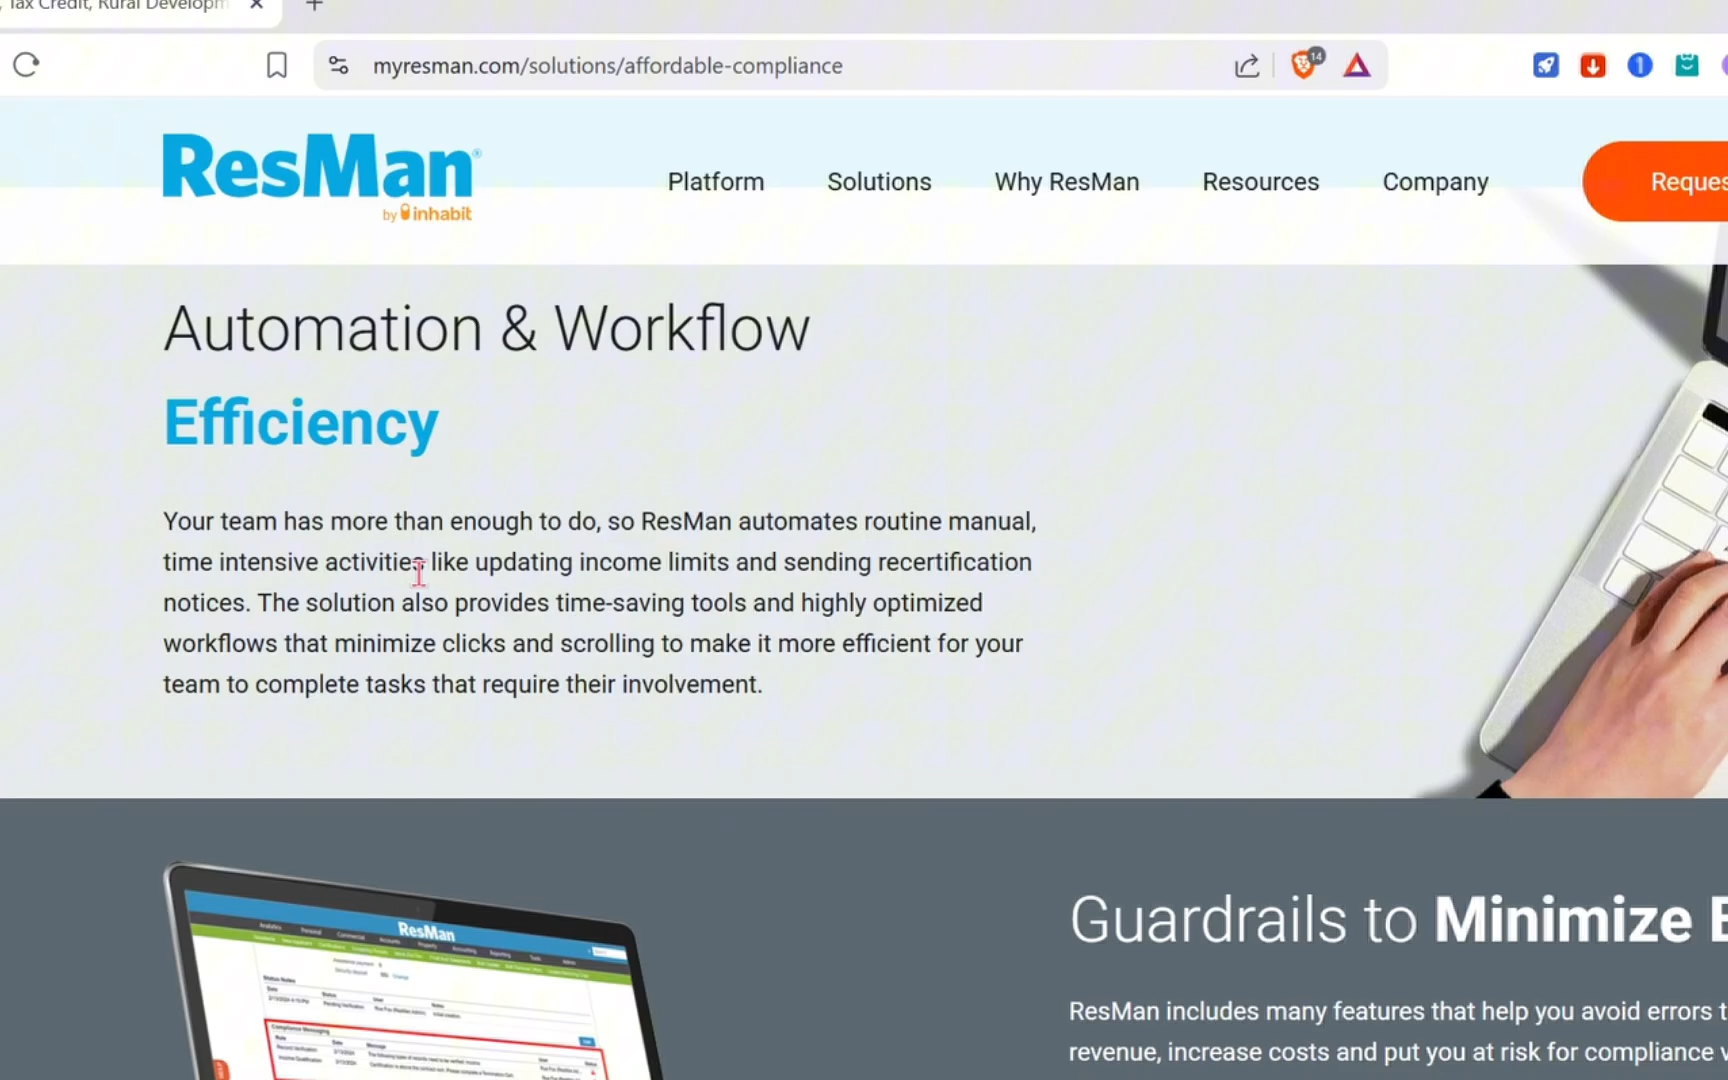 Tax Credit, Rural Developm
myresman.com/solutions/affordable-compliance
14
ResMan®
by inhabit
Platform
Solutions
Why ResMan
Resources
Company
Reques
Automation & Workflow
Efficiency
Your team has more than enough to do, so ResMan automates routine manual,
time intensive activities like updating income limits and sending recertification
notices. The solution also provides time-saving tools and highly optimized
workflows that minimize clicks and scrolling to make it more efficient for your
team to complete tasks that require their involvement.
ResMan
Compliance Messaging
Guardrails to Minimize E
ResMan includes many features that help you avoid errors t
revenue, increase costs and put you at risk for compliance v